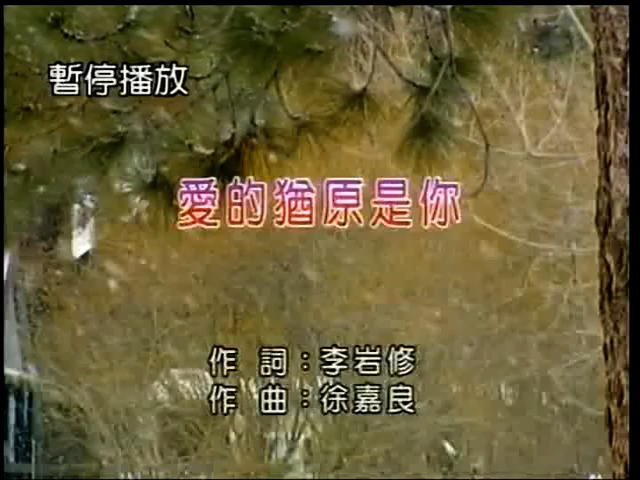 暫停播放
愛的猶原是你
作 詞:李岩修
作 曲:徐嘉良